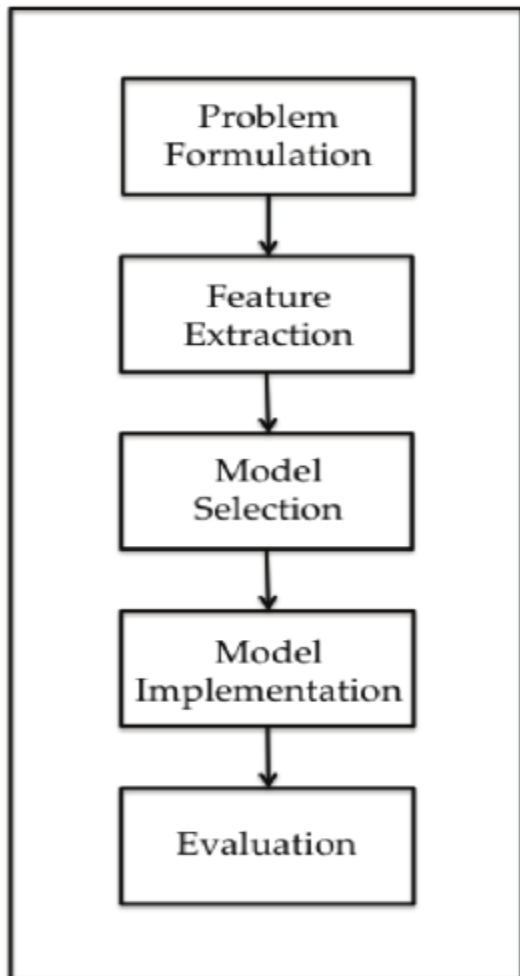 Problem
Formulation
Feature
Extraction
Model
Selection
Model
Implementation
Evaluation